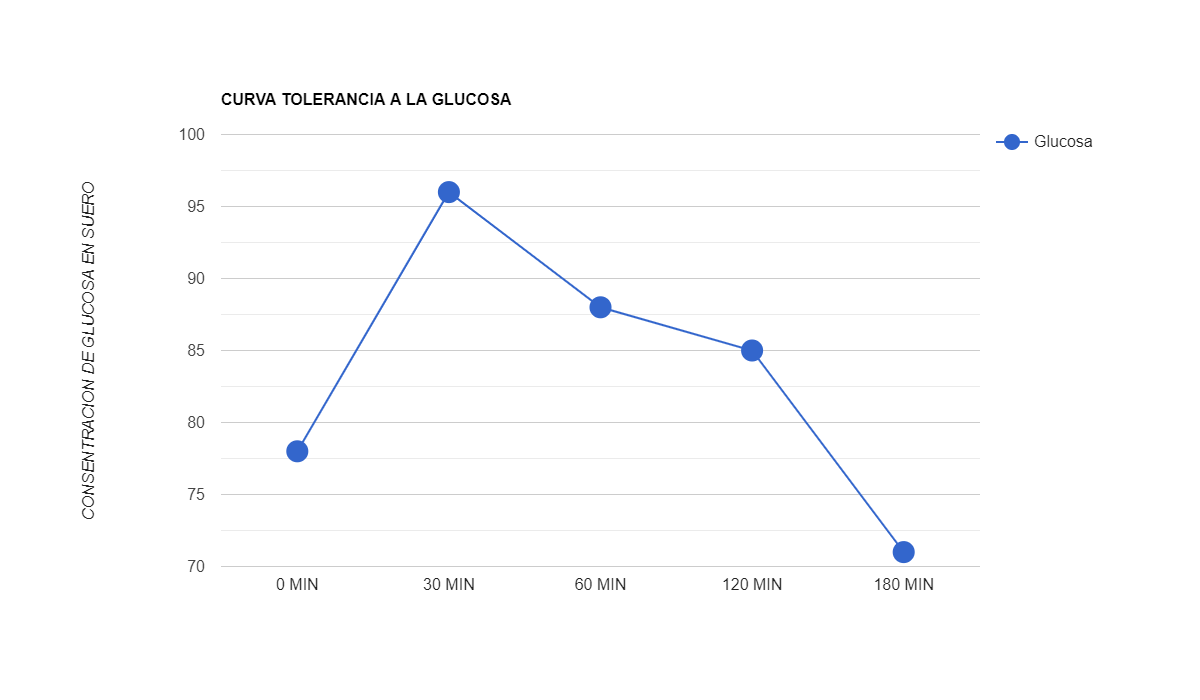 CURVA TOLERANCIA A LA GLUCOSA
Glucosa
CONSENTRACION DE GLUCOSA EN SUERO
100
95
90
85
80
75
70
0 MIN
30 MIN
60 MIN
120 MIN
180 MIN